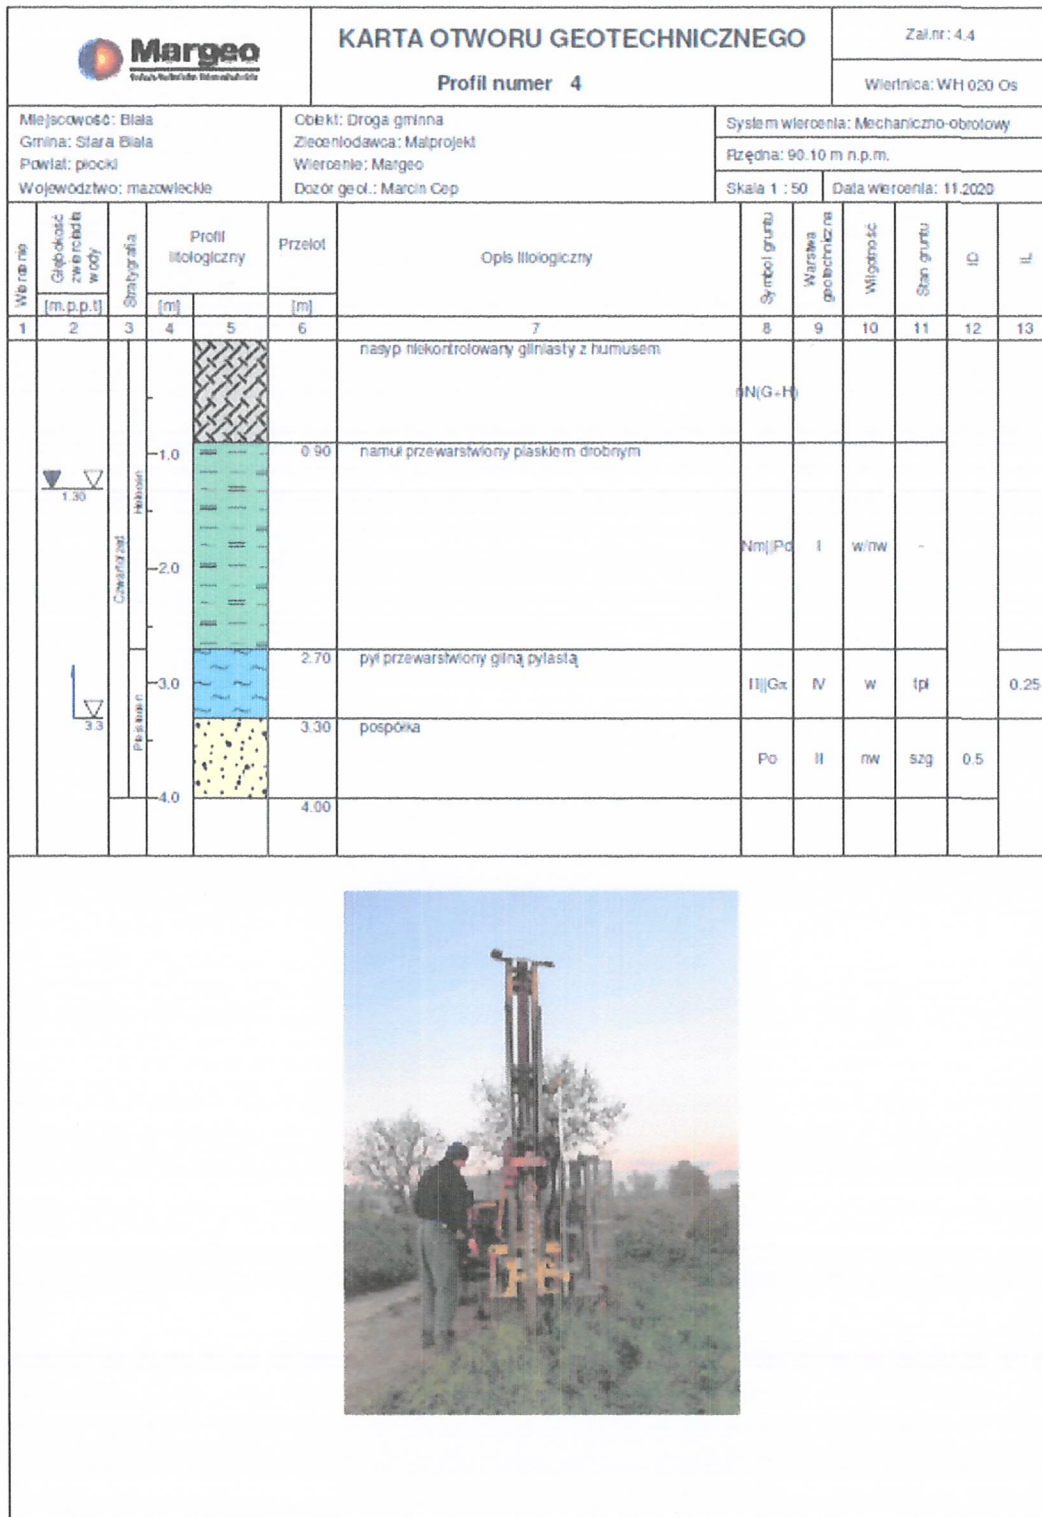 Margeo
KARTA OTWORU GEOTECHNICZNEGO
Profil numer 4
Zał.nr: 4.4
Wiertnica: WH 020 Os
Miejscowość: Biała
Gmina: Stara Biała
Powiat: płocki
Województwo: mazowieckie
Obiekt: Droga gminna
Zleceniodawca: Malprojekt
Wiercenie: Margeo
Dozór geol.: Marcin Cep
System wiercenia: Mechaniczno-obrotowy
Rzędna: 90.10 m n.p.m.
Skala 1 : 50 Data wiercenia: 11.2020
Wiercenie
Głębokość zwierciadła wody
[m.p.p.t]
Stratygrafia
Profil litologiczny
[m]
Przelot
[m]
Opis litologiczny
Symbol gruntu
Warstwa geotechniczna
Wilgotność
Stan gruntu
ID
IL
1 2 3 4 5 6 7 8 9 10 11 12 13
nasyp niekontrolowany gliniasty z humusem
nN(G+H)
1.0 0.90 namuł przewarstwiony piaskiem drobnym
1.30
Holocen
Czwartorzęd
Nm||Pd I w/nw -
2.0
2.70 pył przewarstwiony gliną pylastą
3.0 Π||Gπ IV w tpl 0.25
3.3 3.30 pospółka
Plejstocen
Po II nw szg 0.5
4.0 4.00